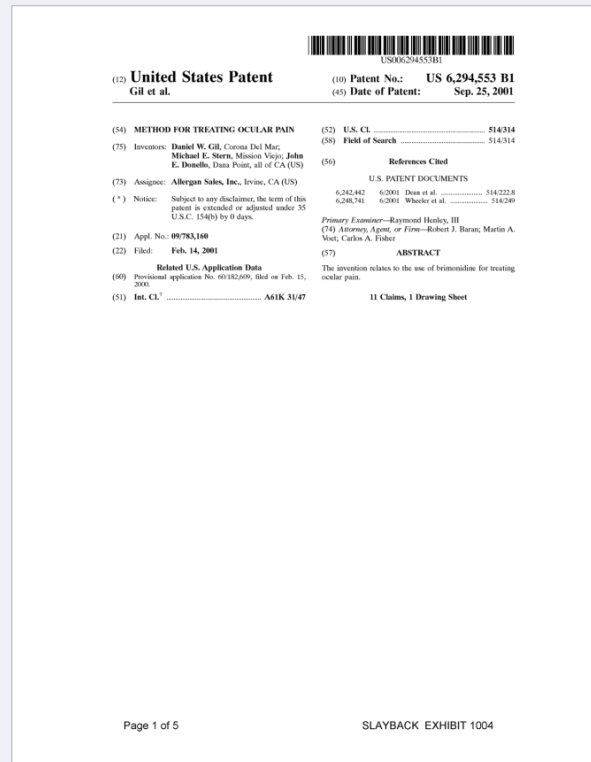 US006294553B1
(12) United States Patent
Gil et al.
(10) Patent No.: US 6,294,553 B1
(45) Date of Patent: Sep. 25, 2001
(54) METHOD FOR TREATING OCULAR PAIN
(75) Inventors: Daniel W. Gil, Corona Del Mar;
Michael E. Stern, Mission Viejo; John
E. Donello, Dana Point, all of CA (US)
(73) Assignee: Allergan Sales, Inc., Irvine, CA (US)
( * ) Notice: Subject to any disclaimer, the term of this
patent is extended or adjusted under 35
U.S.C. 154(b) by 0 days.
(21) Appl. No.: 09/783,160
(22) Filed: Feb. 14, 2001
Related U.S. Application Data
(60) Provisional application No. 60/182,609, filed on Feb. 15,
2000.
(51) Int. Cl.7 ........................................ A61K 31/47
(52) U.S. Cl. .............................................. 514/314
(58) Field of Search .................................. 514/314
(56) References Cited
U.S. PATENT DOCUMENTS
6,242,442 6/2001 Dean et al. ..................... 514/222.8
6,248,741 6/2001 Wheeler et al. ................... 514/249
Primary Examiner—Raymond Henley, III
(74) Attorney, Agent, or Firm—Robert J. Baran; Martin A.
Voet; Carlos A. Fisher
(57) ABSTRACT
The invention relates to the use of brimonidine for treating
ocular pain.
11 Claims, 1 Drawing Sheet
Page 1 of 5
SLAYBACK EXHIBIT 1004